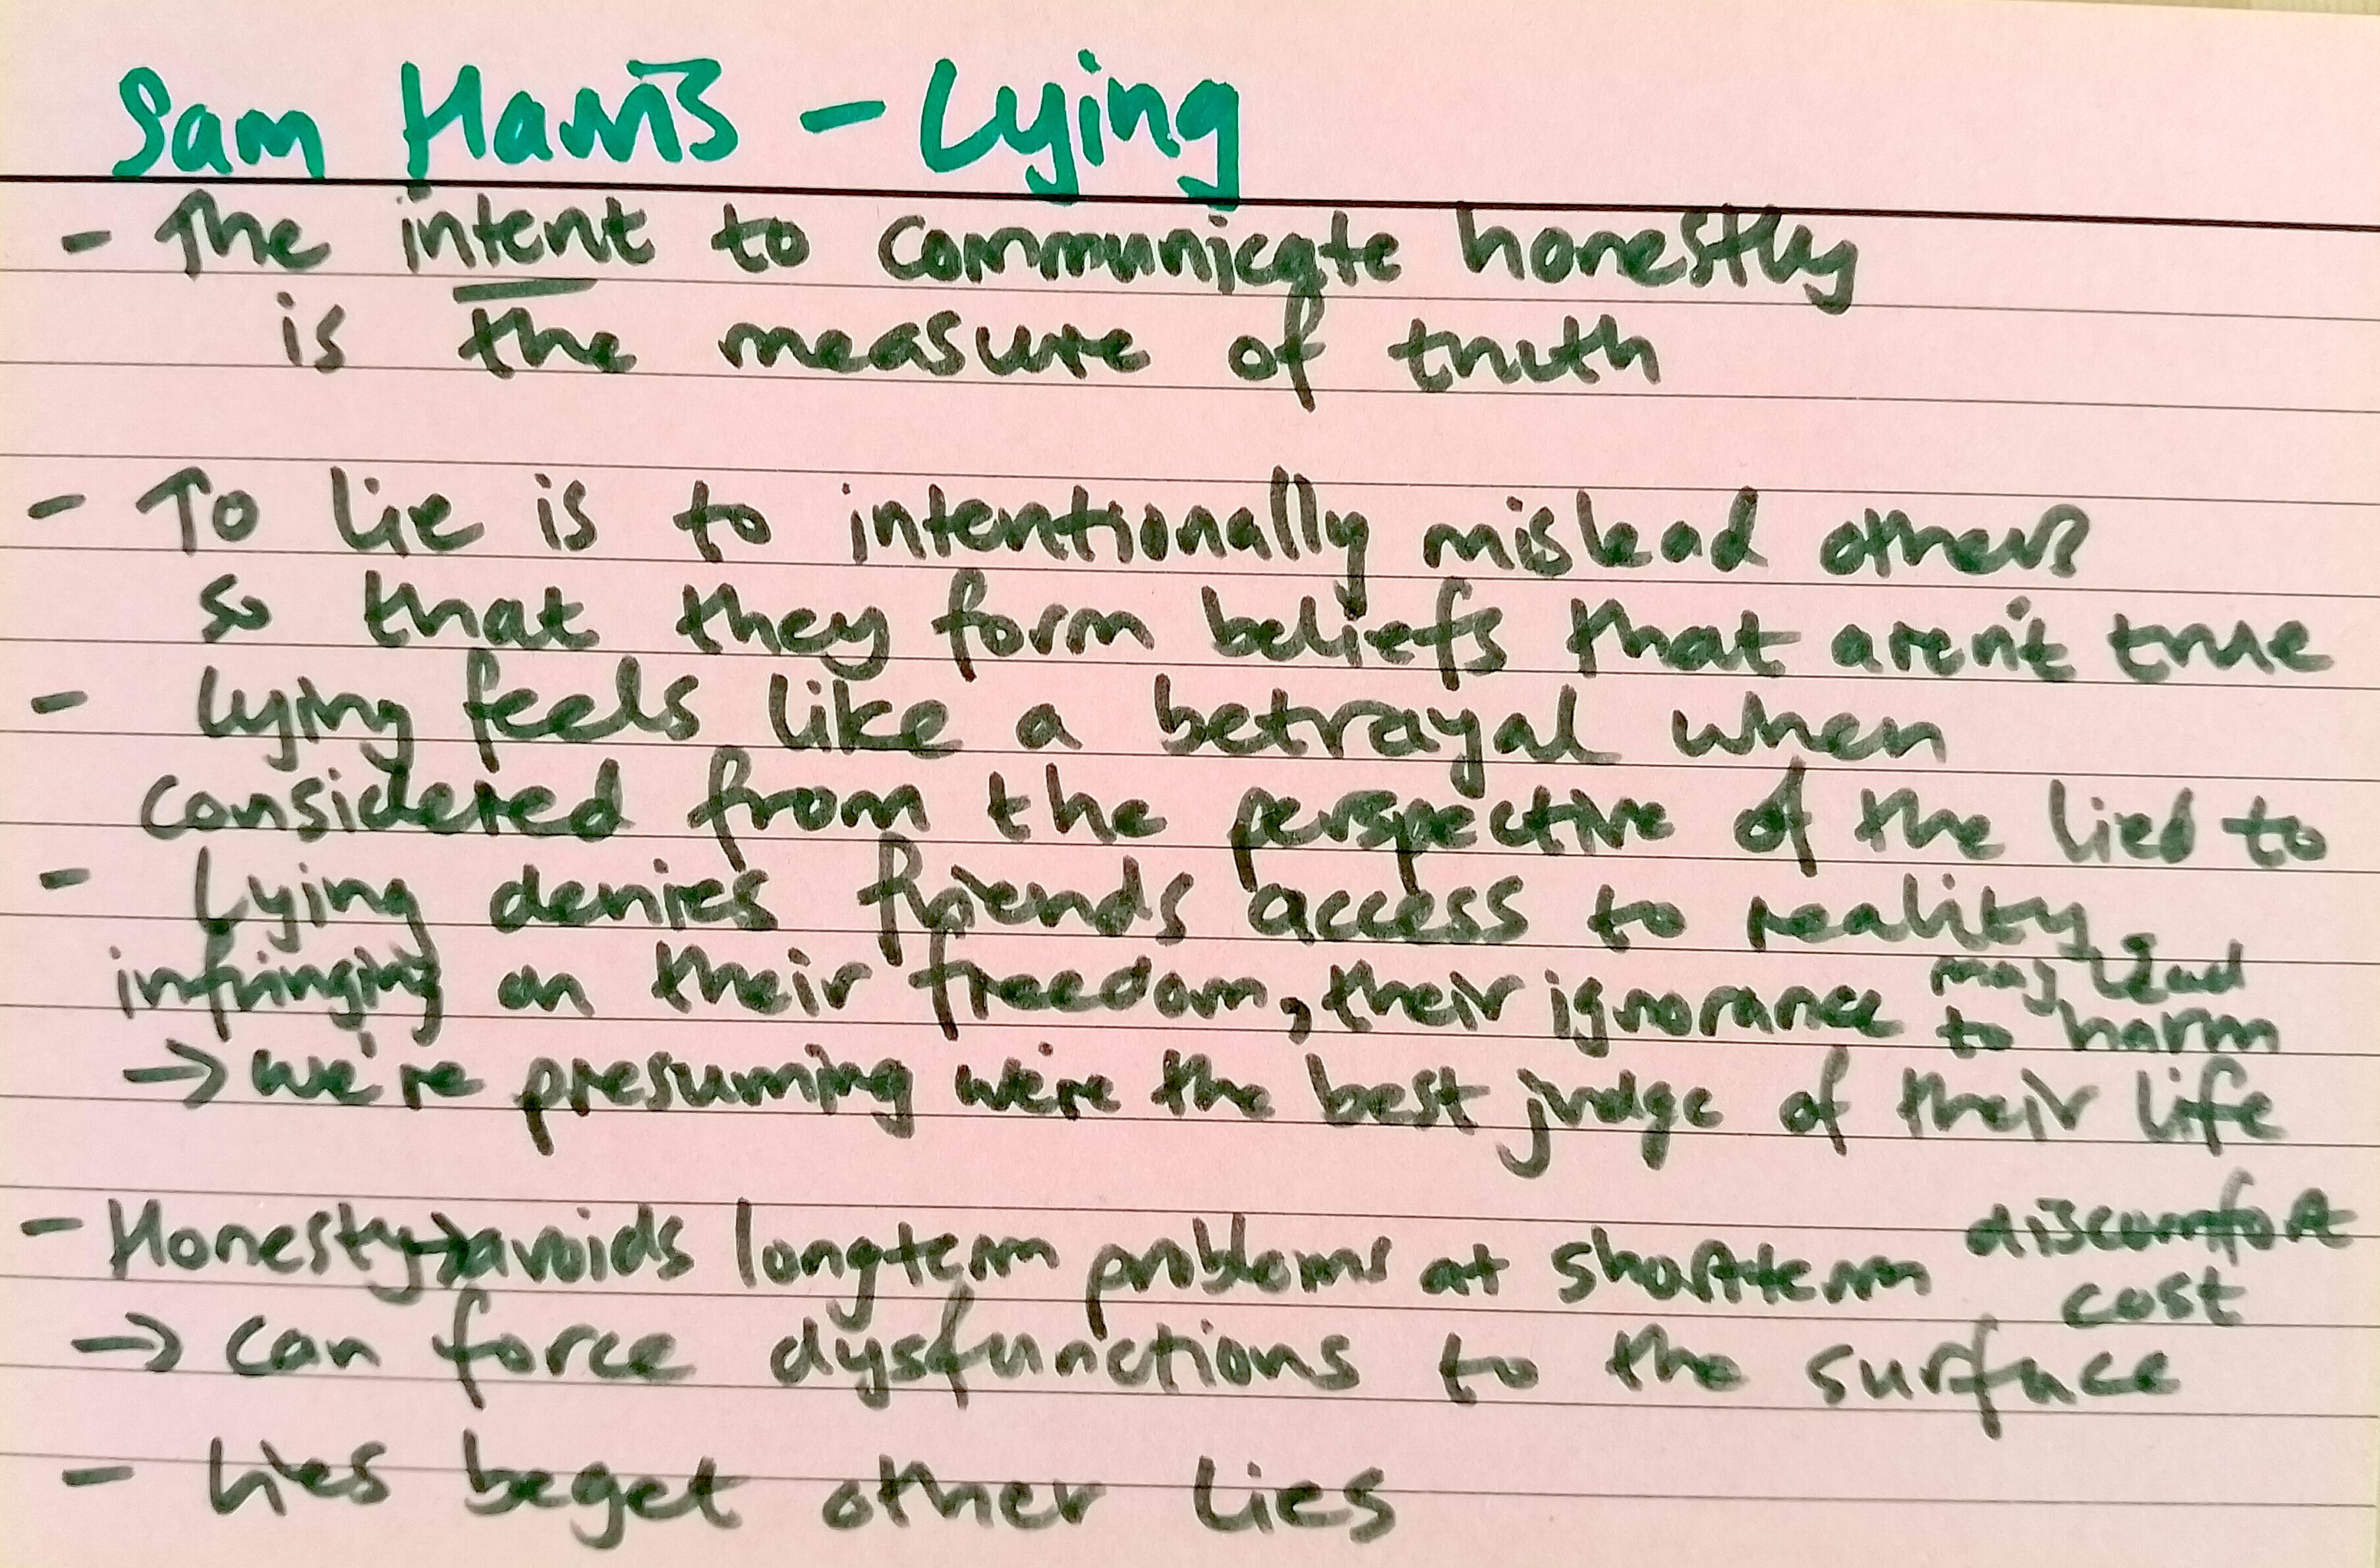 Sam Harris - Lying
- The intent to communicate honestly
is the measure of truth
- To lie is to intentionally mislead others
so that they form beliefs that aren't true
- Lying feels like a betrayal when
considered from the perspective of the lied to
- Lying denies friends access to reality,
infringing on their freedom, their ignorance may lead to harm
→ we're presuming we're the best judge of their life
- Honesty → avoids longterm problems at shortterm discomfort cost
→ can force dysfunctions to the surface
- Lies beget other lies